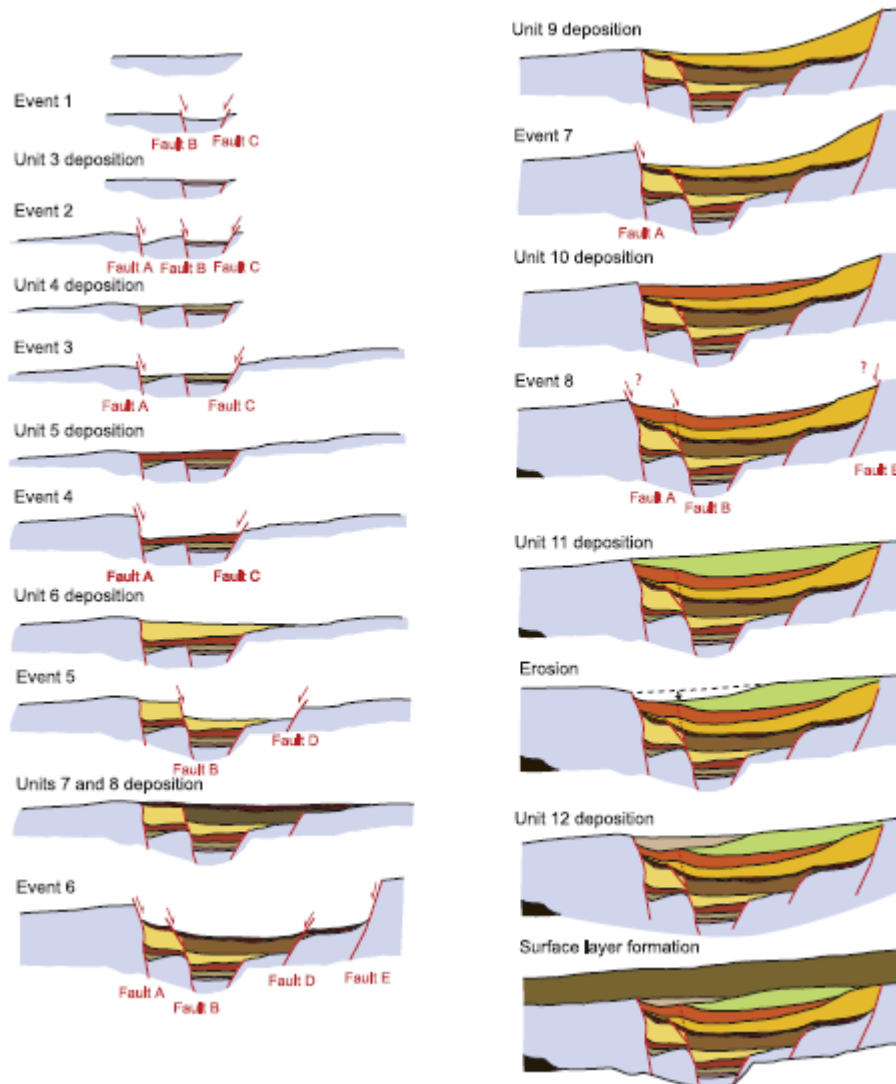 Event 1
Fault B Fault C
Unit 3 deposition
Event 2
Fault A Fault B Fault C
Unit 4 deposition
Event 3
Fault A Fault C
Unit 5 deposition
Event 4
Fault A Fault C
Unit 6 deposition
Event 5
Fault D
Fault B
Units 7 and 8 deposition
Event 6
Fault A Fault D Fault E
Fault B
Unit 9 deposition
Event 7
Fault A
Unit 10 deposition
Event 8
? ?
Fault A Fault E
Fault B
Unit 11 deposition
Erosion
Unit 12 deposition
Surface layer formation